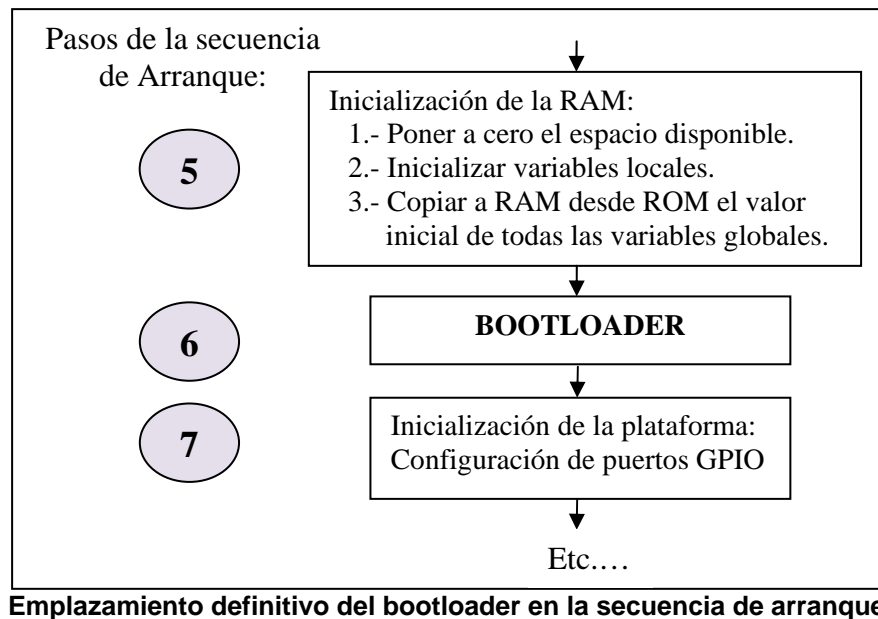 Pasos de la secuencia
de Arranque:
5
Inicialización de la RAM:
1.- Poner a cero el espacio disponible.
2.- Inicializar variables locales.
3.- Copiar a RAM desde ROM el valor
inicial de todas las variables globales.
6
BOOTLOADER
7
Inicialización de la plataforma:
Configuración de puertos GPIO
Etc.…
Emplazamiento definitivo del bootloader en la secuencia de arranque